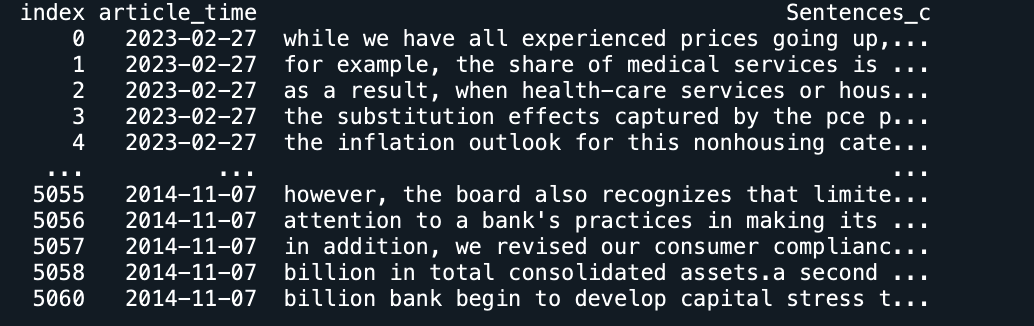 index article_time Sentences_c
0 2023-02-27 while we have all experienced prices going up,...
1 2023-02-27 for example, the share of medical services is ...
2 2023-02-27 as a result, when health-care services or hous...
3 2023-02-27 the substitution effects captured by the pce p...
4 2023-02-27 the inflation outlook for this nonhousing cate...
... ... ...
5055 2014-11-07 however, the board also recognizes that limite...
5056 2014-11-07 attention to a bank's practices in making its ...
5057 2014-11-07 in addition, we revised our consumer complianc...
5058 2014-11-07 billion in total consolidated assets.a second ...
5060 2014-11-07 billion bank begin to develop capital stress t...